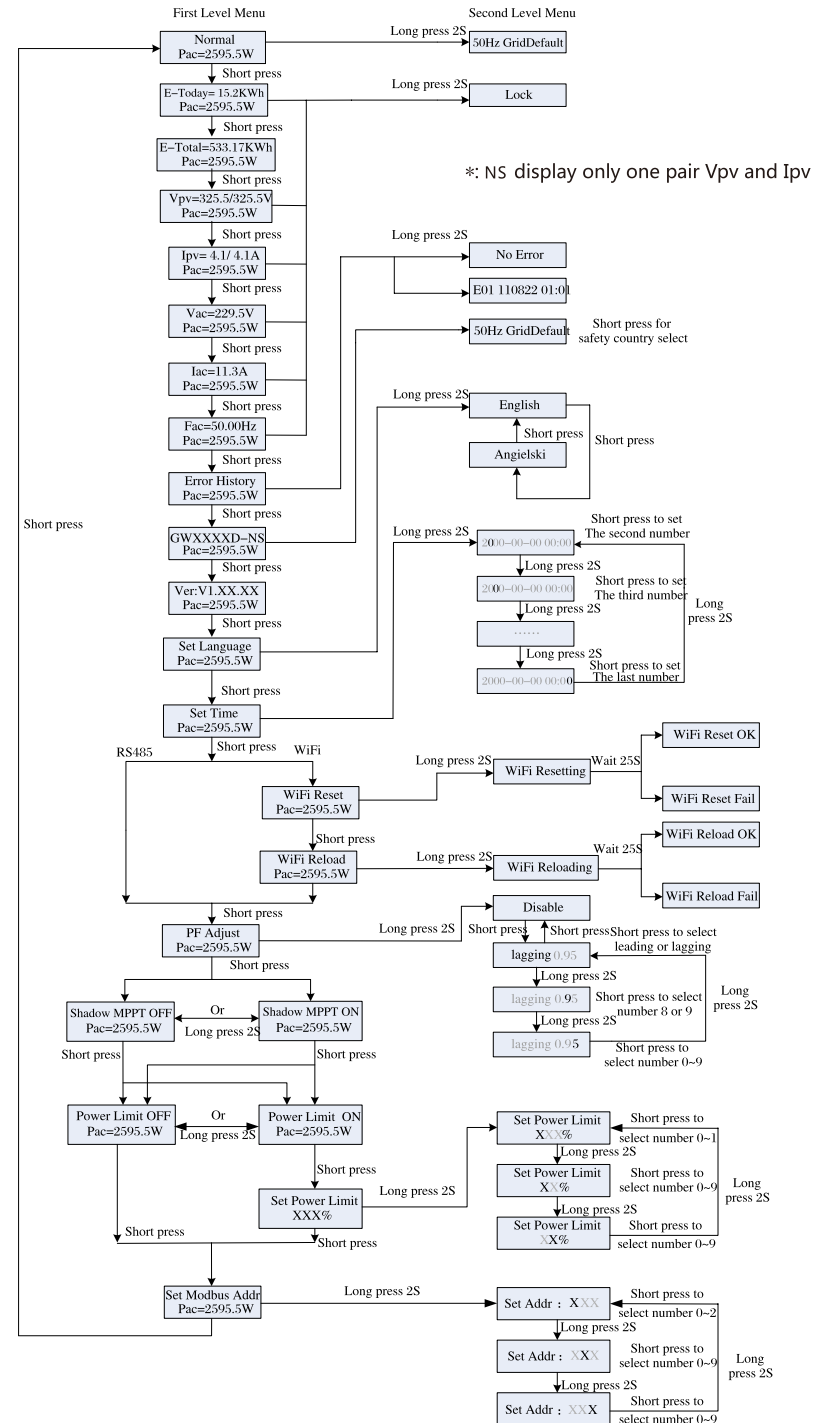 First Level Menu
Second Level Menu
Normal
Pac=2595.5W
Long press 2S
50Hz GridDefault
Short press
E-Today= 15.2KWh
Pac=2595.5W
Long press 2S
Lock
Short press
E-Total=533.17KWh
Pac=2595.5W
*: NS display only one pair Vpv and Ipv
Short press
Vpv=325.5/325.5V
Pac=2595.5W
Short press
Ipv= 4.1/ 4.1A
Pac=2595.5W
Long press 2S
No Error
E01 110822 01:01
Short press
Vac=229.5V
Pac=2595.5W
50Hz GridDefault
Short press for
safety country select
Short press
Iac=11.3A
Pac=2595.5W
Short press
Long press 2S
English
Short press
Angielski
Short press
Fac=50.00Hz
Pac=2595.5W
Short press
Error History
Pac=2595.5W
Short press
Short press
GWXXXXD-NS
Pac=2595.5W
Short press
Ver:V1.XX.XX
Pac=2595.5W
Short press
Set Language
Pac=2595.5W
Short press
Set Time
Pac=2595.5W
Long press 2S
2000-00-00 00:00
Short press to set
The second number
Long press 2S
2000-00-00 00:00
Short press to set
The third number
Long press 2S
......
Long press 2S
2000-00-00 00:00
Short press to set
The last number
Long
press 2S
Short press
RS485
WiFi
WiFi Reset
Pac=2595.5W
Long press 2S
WiFi Resetting
Wait 25S
WiFi Reset OK
WiFi Reset Fail
Short press
WiFi Reload
Pac=2595.5W
Long press 2S
WiFi Reloading
Wait 25S
WiFi Reload OK
WiFi Reload Fail
Short press
PF Adjust
Pac=2595.5W
Long press 2S
Disable
Short press
Short press
Short press to select
leading or lagging
lagging 0.95
Long press 2S
lagging 0.95
Short press to select
number 8 or 9
Long press 2S
lagging 0.95
Short press to
select number 0~9
Long
press 2S
Short press
Shadow MPPT OFF
Pac=2595.5W
Or
Long press 2S
Shadow MPPT ON
Pac=2595.5W
Short press
Short press
Power Limit OFF
Pac=2595.5W
Or
Long press 2S
Power Limit ON
Pac=2595.5W
Short press
Set Power Limit
XXX%
Long press 2S
Set Power Limit
XXX%
Short press to
select number 0~1
Long press 2S
Set Power Limit
XX%
Short press to
select number 0~9
Long press 2S
Set Power Limit
XX%
Short press to
select number 0~9
Long
press 2S
Short press
Short press
Set Modbus Addr
Pac=2595.5W
Long press 2S
Set Addr : XXX
Short press to
select number 0~2
Long press 2S
Set Addr : XXX
Short press to
select number 0~9
Long press 2S
Set Addr : XXX
Short press to
select number 0~9
Long
press 2S